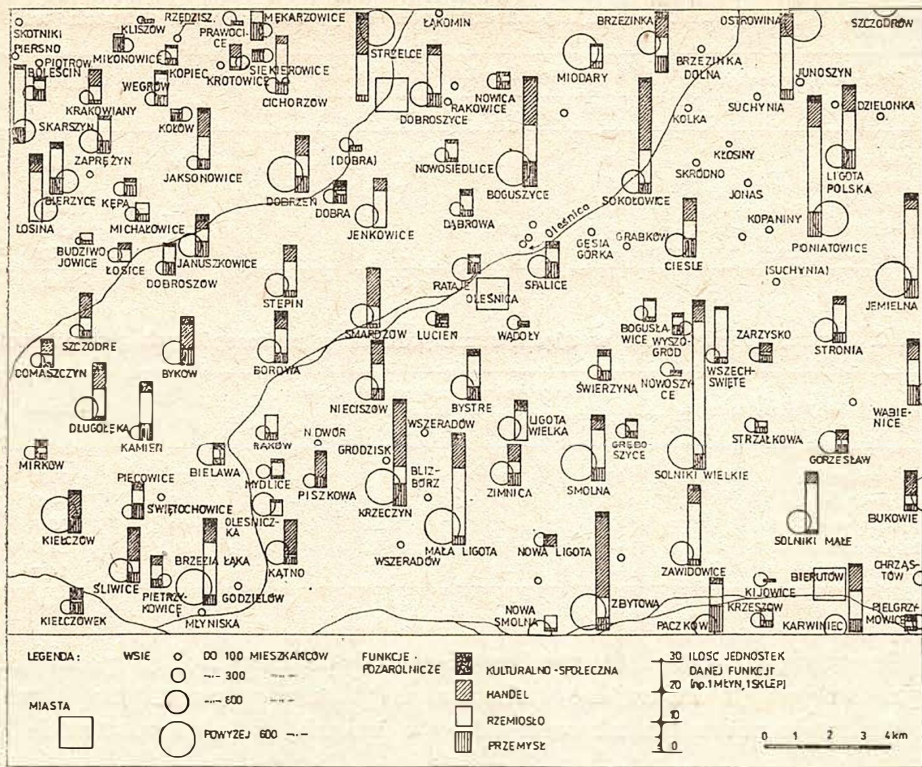 SKOTNIKI
KLISZÓW
RZĘDZISZ.
PRAWOCI-
CE
MĘKARZOWICE
ŁĄKOMIN
BRZEZINKA
OSTROWINA
SZCZODRÓW
PIERSNO
PIOTRÓW
BOLEŚCIN
MIŁONOWICE
KOPIEC
KROTOWICE
SIEKIEROWICE
STRZELCE
MIODARY
BRZEZINKA
DOLNA
JUNOSZYN
KRAKOWIANY
WĘGRÓW
CICHORZÓW
DOBROSZYCE
RAKOWICE
NOWICA
SUCHYNIA
DZIELONKA
SKARSZYN
KOŁÓW
KOLKA
ZAPRĘŻYN
JAKSONOWICE
(DOBRA)
NOWOSIEDLICE
KŁOSINY
SKRÓDNO
BIERZYCE
KĘPA
DOBRZEŃ
DOBRA
BOGUSZYCE
SOKOŁOWICE
JONAS
LIGOTA
POLSKA
ŁOSINA
MICHAŁOWICE
JENKOWICE
DĄBROWA
Oleśnica
GĘSIA
GÓRKA
GRABKÓW
KOPANINY
PONIATOWICE
BUDZIWO
JOWICE
ŁOSICE
DOBROSZÓW
JANUSZKOWICE
STĘPIN
RATAJE
OLEŚNICA
SPALICE
CIEŚLE
(SUCHYNIA)
JEMIELNA
SZCZODRE
SMARDZÓW
LUCIEŃ
WĄDOŁY
BOGUSŁA-
WICE
WYSZO-
GRÓD
ZARZYSKO
STRONIA
DOMASZCZYN
BYKÓW
BOROWA
ŚWIERZYNA
NOWOSZY-
CE
WSZECH-
ŚWIĘTE
DŁUGOŁĘKA
KAMIEŃ
NIECISZÓW
BYSTRE
WABIE-
NICE
MIRKÓW
BIELAWA
RAKÓW
N DWÓR
WSZERADÓW
LIGOTA
WIELKA
GRĘBO-
SZYCE
STRZAŁKOWA
GORZESŁAW
GRODZISK
MYDLICE
PISZKOWA
BLIZ-
BORZ
ZIMNICA
SMOLNA
SOLNIKI WIELKIE
PIECOWICE
ŚWIĘTOCHOWICE
OLEŚNICZ-
KA
KRZECZYN
KIEŁCZÓW
BRZEZIA ŁĄKA
KĄTNO
WSZERADÓW
MAŁA LIGOTA
NOWA LIGOTA
SOLNIKI MAŁE
BUKOWIE
ŚLIWICE
PIETRZY-
KOWICE
GODZIEŁÓW
ZAWIDOWICE
BIERUTÓW
CHRZĄS-
TÓW
KIEŁCZÓWEK
MŁYNISKA
NOWA
SMOLNA
ZBYTOWA
PACZKÓW
KIJOWICE
KRZESZÓW
KARWINIEC
PIELGRZY-
MOWICE
LEGENDA:
WSIE
DO 100 MIESZKAŃCÓW
-"- 300 -"-
-"- 600 -"-
POWYŻEJ 600 -"-
MIASTA
FUNKCJE
POZAROLNICZE
KULTURALNO-SPOŁECZNA
HANDEL
RZEMIOSŁO
PRZEMYSŁ
30 ILOŚĆ JEDNOSTEK
DANEJ FUNKCJI
20 (np.1 MŁYN, 1 SKLEP)
10
0
0 1 2 3 4 km